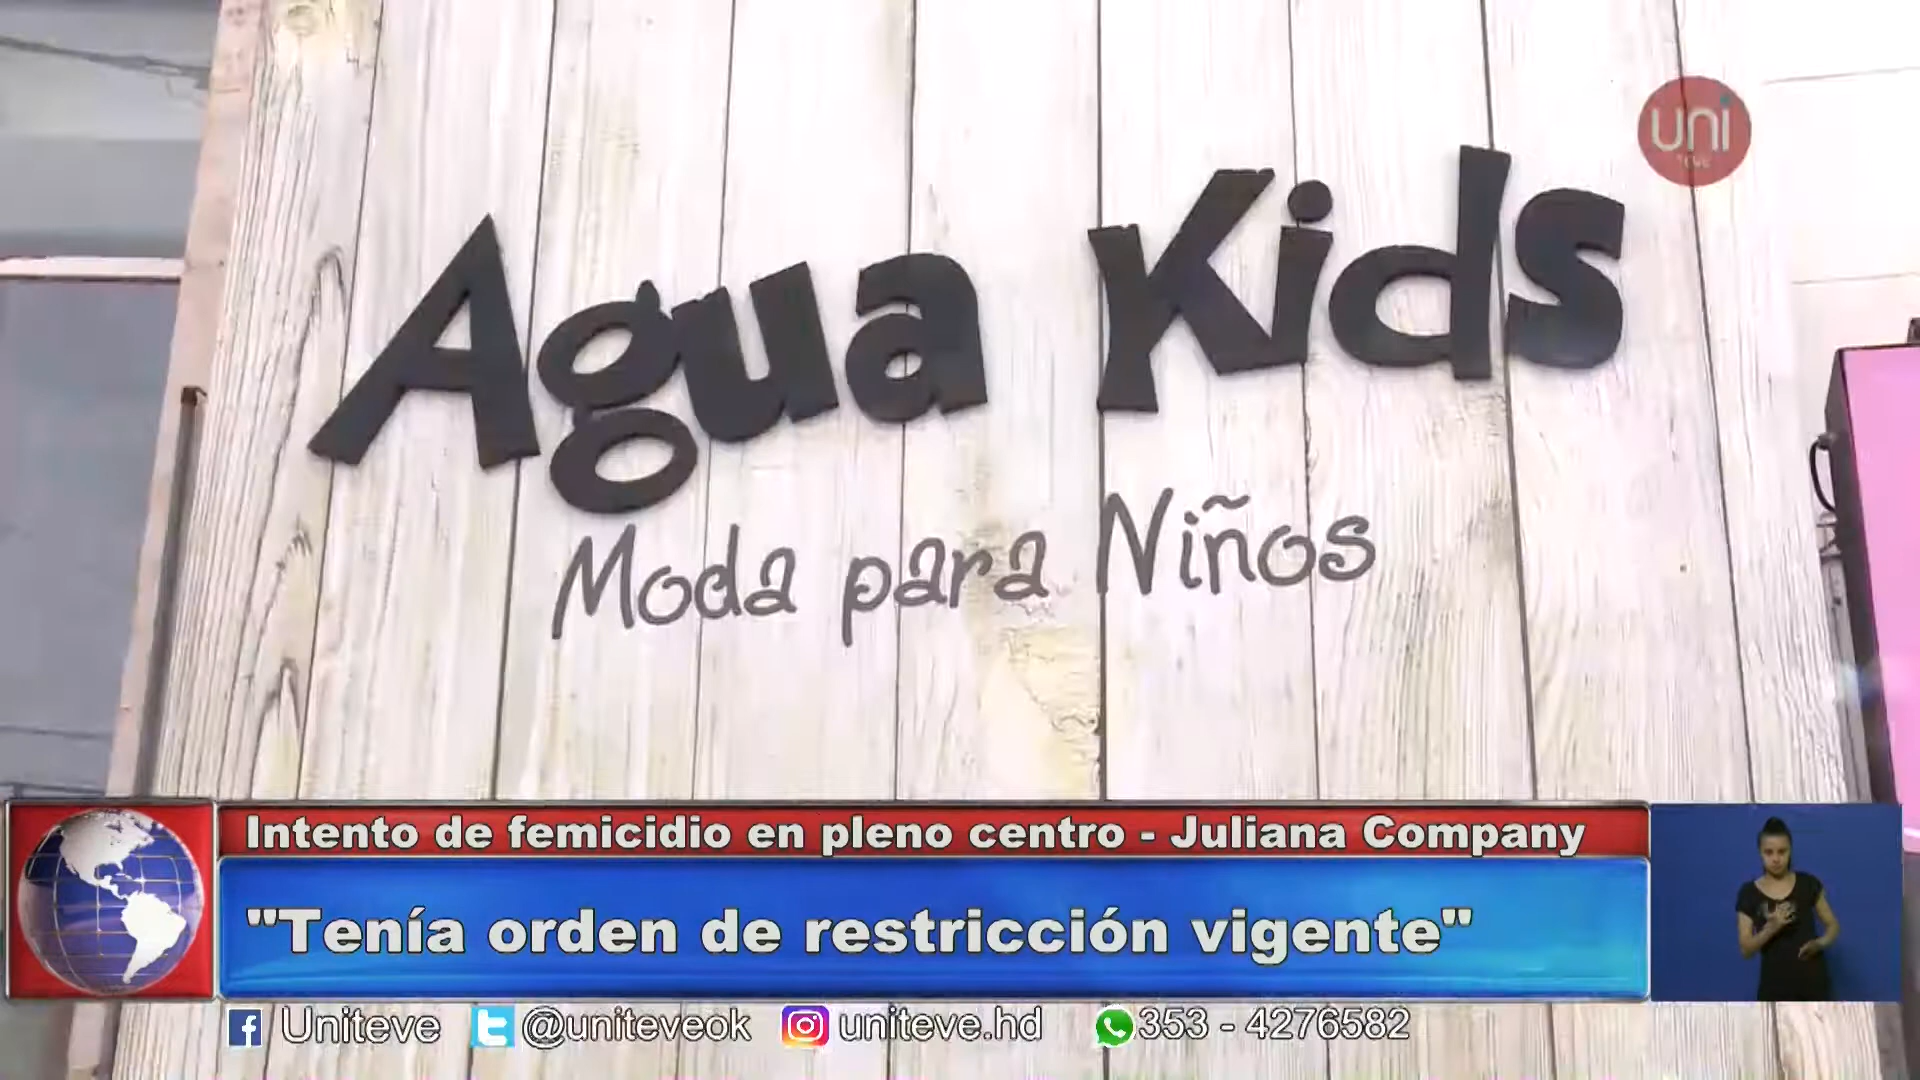 uni
teve
Agua Kids
Moda para Niños
Intento de femicidio en pleno centro - Juliana Company
"Tenía orden de restricción vigente"
Uniteve @uniteveok uniteve.hd 353 - 4276582